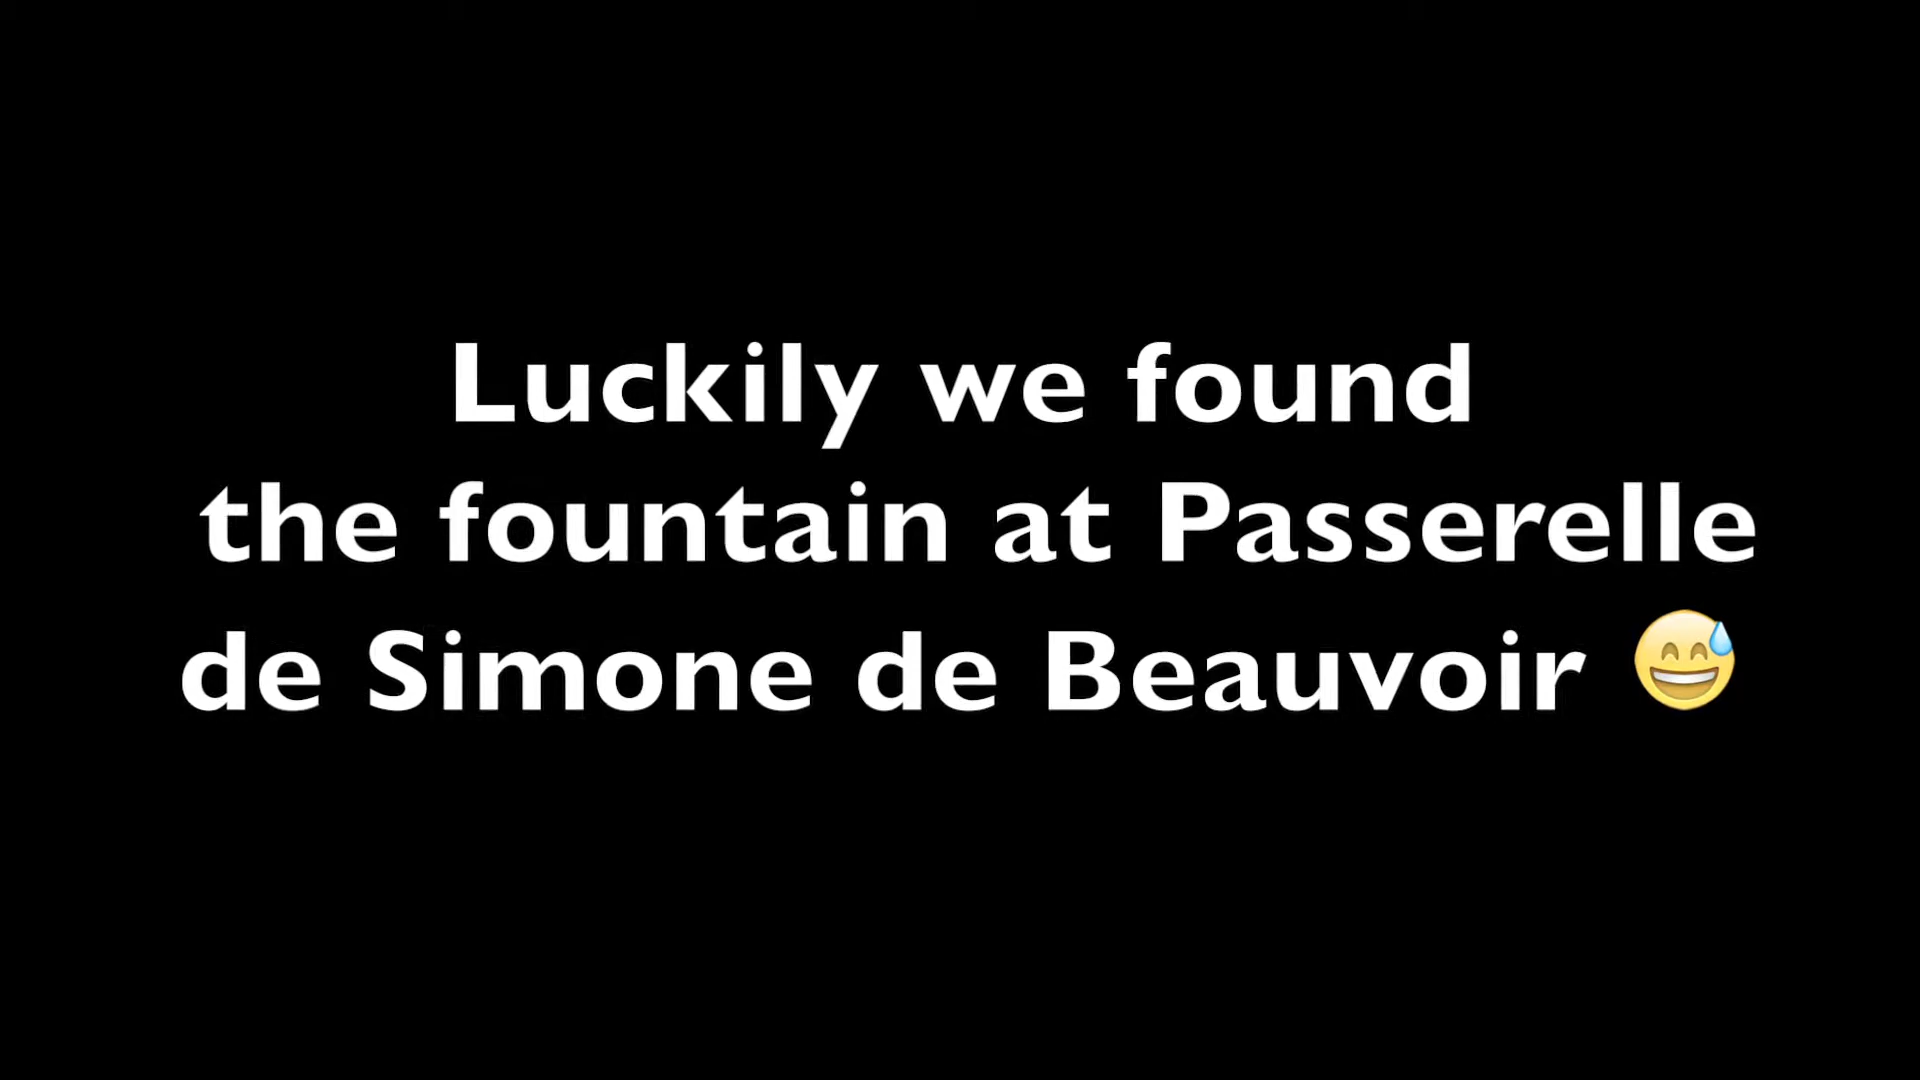 Luckily we found
the fountain at Passerelle
de Simone de Beauvoir 😅